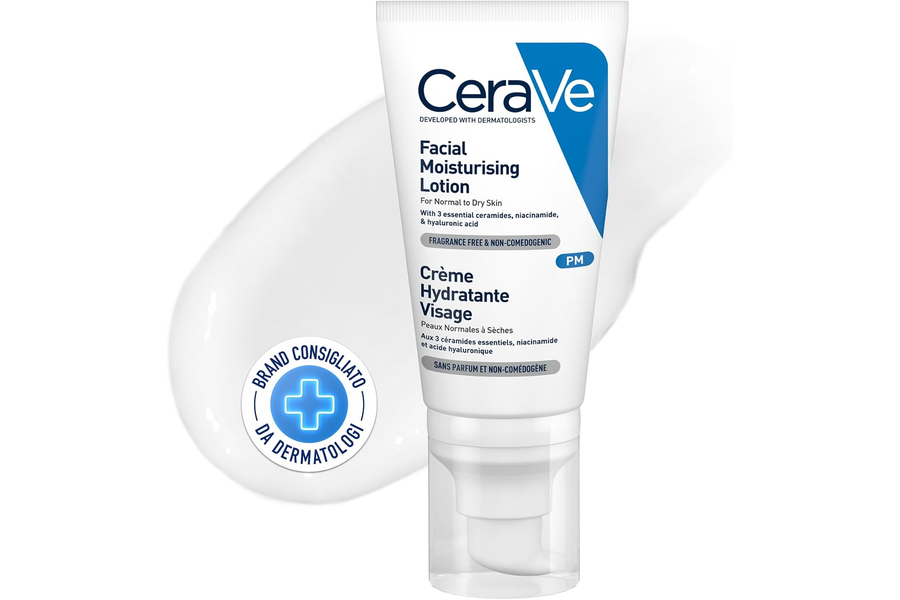 CeraVe
DEVELOPED WITH DERMATOLOGISTS
Facial
Moisturising
Lotion
For Normal to Dry Skin
With 3 essential ceramides, niacinamide,
& hyaluronic acid
FRAGRANCE FREE & NON-COMEDOGENIC
PM
Crème
Hydratante
Visage
Peaux Normales à Sèches
Aux 3 céramides essentiels, niacinamide
et acide hyaluronique
SANS PARFUM ET NON-COMÉDOGÈNE
BRAND CONSIGLIATO
DA DERMATOLOGI